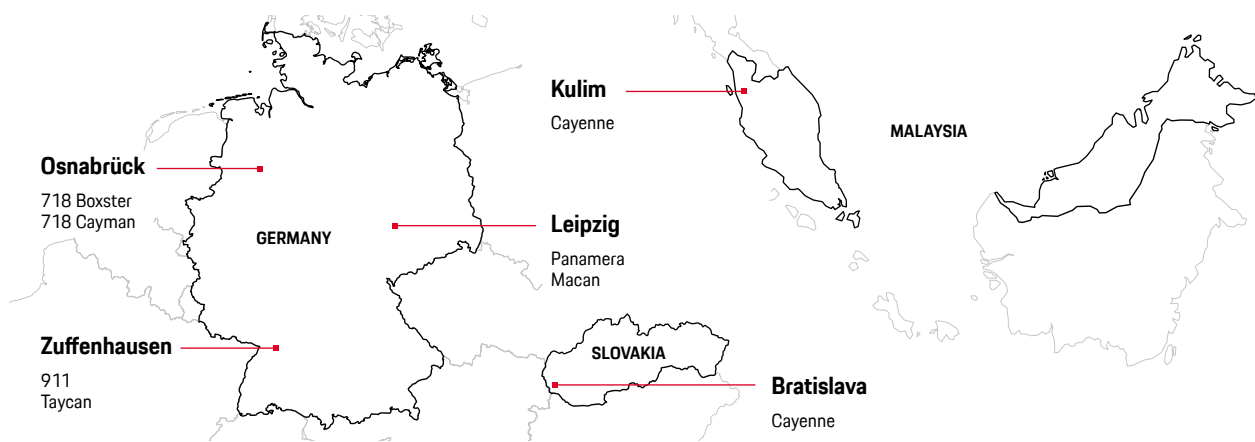 Osnabrück
718 Boxster
718 Cayman
Zuffenhausen
911
Taycan
GERMANY
Leipzig
Panamera
Macan
SLOVAKIA
Bratislava
Cayenne
Kulim
Cayenne
MALAYSIA